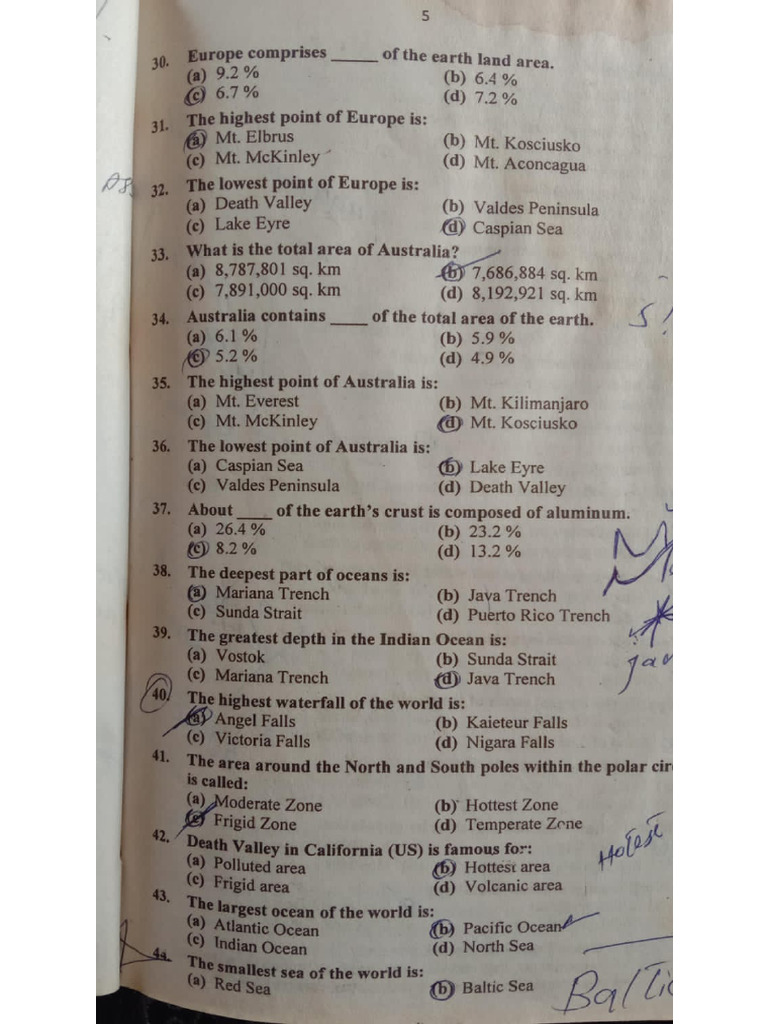 5
30. Europe comprises _____ of the earth land area.
(a) 9.2 % (b) 6.4 %
(c) 6.7 % (d) 7.2 %
31. The highest point of Europe is:
(a) Mt. Elbrus (b) Mt. Kosciusko
(c) Mt. McKinley (d) Mt. Aconcagua
32. The lowest point of Europe is:
(a) Death Valley (b) Valdes Peninsula
(c) Lake Eyre (d) Caspian Sea
33. What is the total area of Australia?
(a) 8,787,801 sq. km (b) 7,686,884 sq. km
(c) 7,891,000 sq. km (d) 8,192,921 sq. km
34. Australia contains ____ of the total area of the earth.
(a) 6.1 % (b) 5.9 %
(c) 5.2 % (d) 4.9 %
35. The highest point of Australia is:
(a) Mt. Everest (b) Mt. Kilimanjaro
(c) Mt. McKinley (d) Mt. Kosciusko
36. The lowest point of Australia is:
(a) Caspian Sea (b) Lake Eyre
(c) Valdes Peninsula (d) Death Valley
37. About ____ of the earth's crust is composed of aluminum.
(a) 26.4 % (b) 23.2 %
(c) 8.2 % (d) 13.2 %
38. The deepest part of oceans is:
(a) Mariana Trench (b) Java Trench
(c) Sunda Strait (d) Puerto Rico Trench
39. The greatest depth in the Indian Ocean is:
(a) Vostok (b) Sunda Strait
(c) Mariana Trench (d) Java Trench
40. The highest waterfall of the world is:
(a) Angel Falls (b) Kaieteur Falls
(c) Victoria Falls (d) Nigara Falls
41. The area around the North and South poles within the polar cir
is called:
(a) Moderate Zone (b) Hottest Zone
(c) Frigid Zone (d) Temperate Zone
42. Death Valley in California (US) is famous for:
(a) Polluted area (b) Hottest area
(c) Frigid area (d) Volcanic area
Hotest
43. The largest ocean of the world is:
(a) Atlantic Ocean (b) Pacific Ocean
(c) Indian Ocean (d) North Sea
44. The smallest sea of the world is:
(a) Red Sea (b) Baltic Sea
Baltic